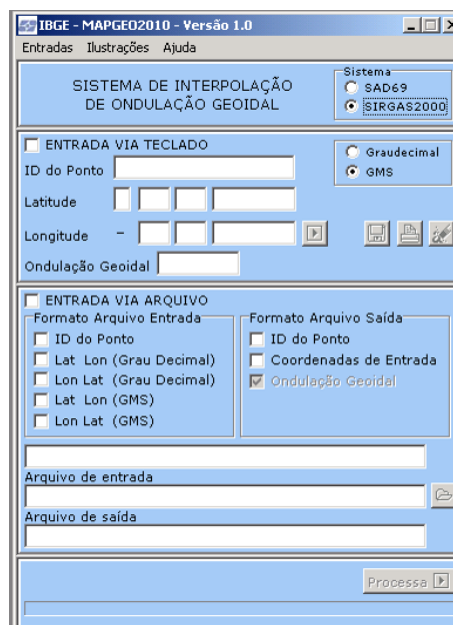 IBGE - MAPGEO2010 - Versão 1.0
Entradas Ilustrações Ajuda
SISTEMA DE INTERPOLAÇÃO
DE ONDULAÇÃO GEOIDAL
Sistema
SAD69
SIRGAS2000
ENTRADA VIA TECLADO
Graudecimal
GMS
ID do Ponto
Latitude
Longitude -
Ondulação Geoidal
ENTRADA VIA ARQUIVO
Formato Arquivo Entrada
ID do Ponto
Lat Lon (Grau Decimal)
Lon Lat (Grau Decimal)
Lat Lon (GMS)
Lon Lat (GMS)
Formato Arquivo Saída
ID do Ponto
Coordenadas de Entrada
Ondulação Geoidal
Arquivo de entrada
Arquivo de saída
Processa